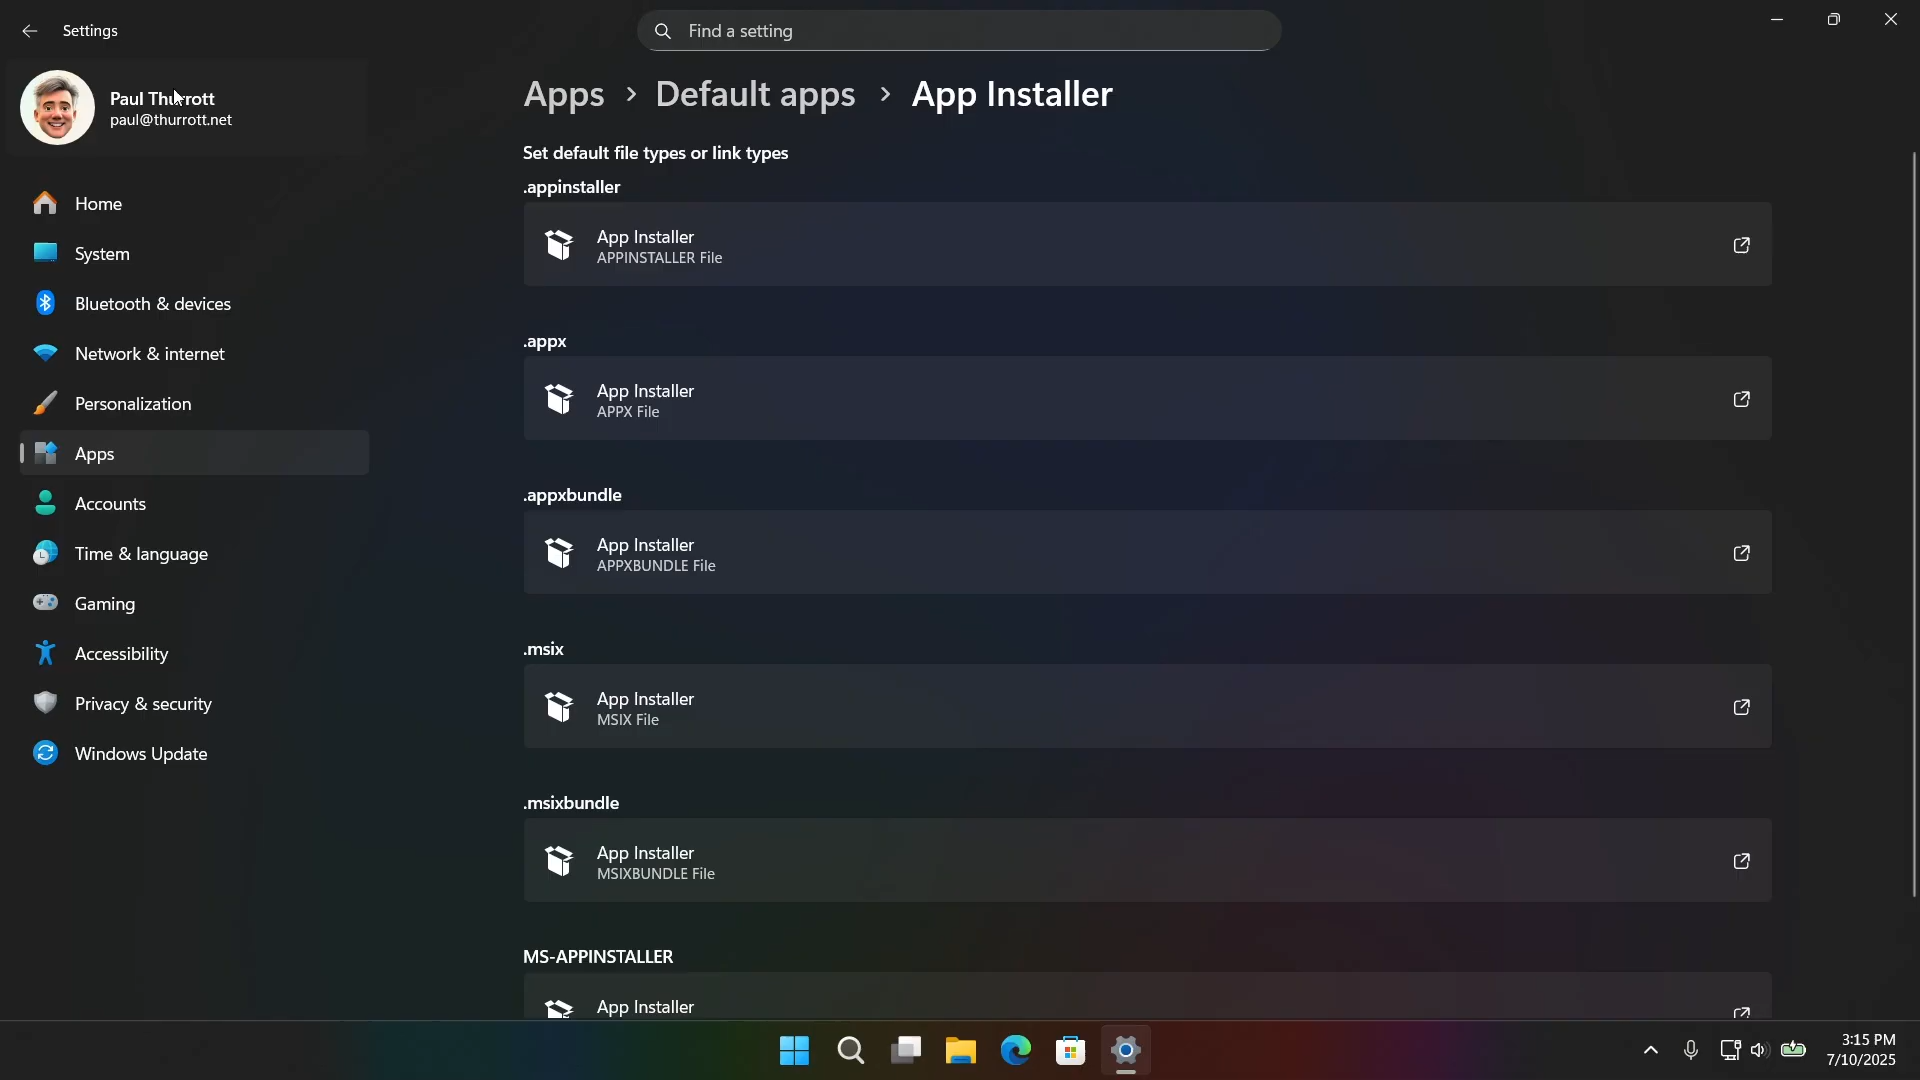 Settings
Find a setting
Paul Thurrott
paul@thurrott.net
Home
System
Bluetooth & devices
Network & internet
Personalization
Apps
Accounts
Time & language
Gaming
Accessibility
Privacy & security
Windows Update
Apps > Default apps > App Installer
Set default file types or link types
.appinstaller
App Installer
APPINSTALLER File
.appx
App Installer
APPX File
.appxbundle
App Installer
APPXBUNDLE File
.msix
App Installer
MSIX File
.msixbundle
App Installer
MSIXBUNDLE File
MS-APPINSTALLER
App Installer
3:15 PM
7/10/2025